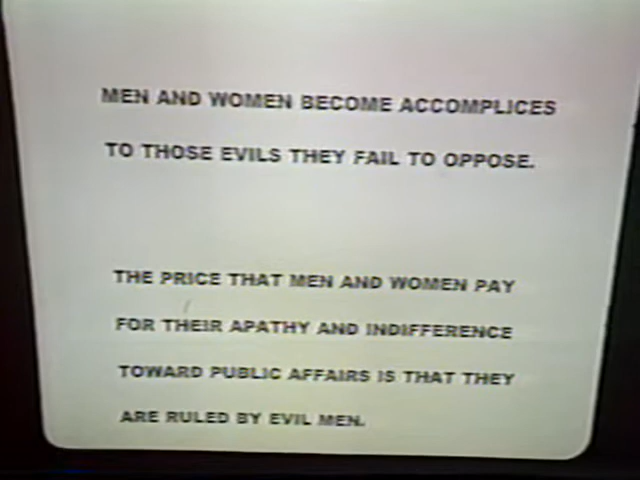 MEN AND WOMEN BECOME ACCOMPLICES
TO THOSE EVILS THEY FAIL TO OPPOSE.
THE PRICE THAT MEN AND WOMEN PAY
FOR THEIR APATHY AND INDIFFERENCE
TOWARD PUBLIC AFFAIRS IS THAT THEY
ARE RULED BY EVIL MEN.